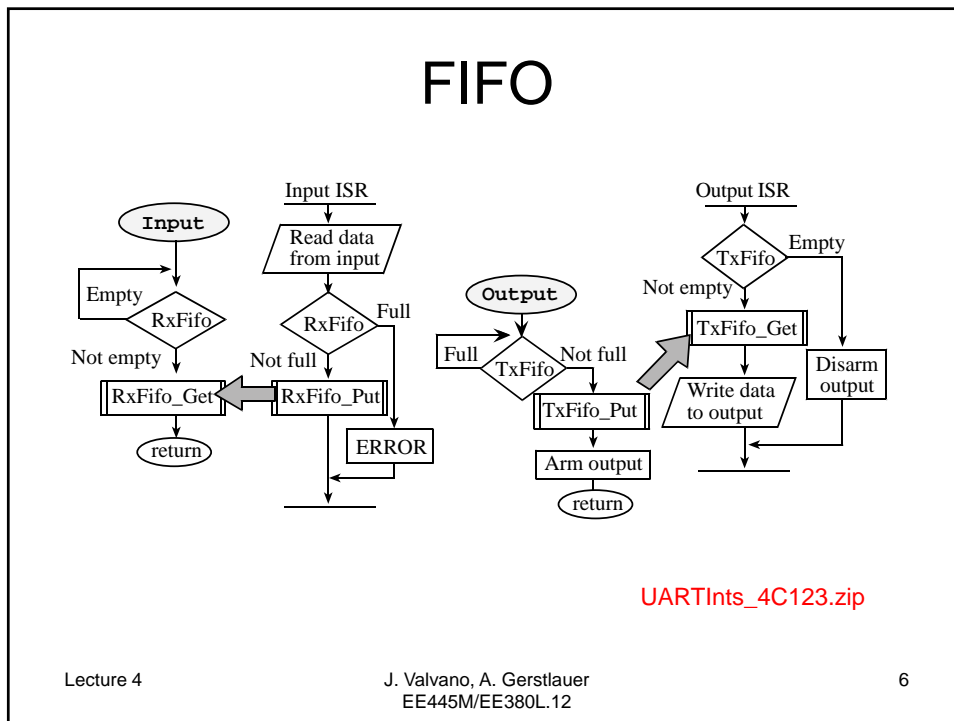 FIFO
Input
Empty
RxFifo
Not empty
RxFifo_Get
return
Input ISR
Read data
from input
RxFifo
Full
Not full
RxFifo_Put
ERROR
Output
Full
TxFifo
Not full
TxFifo_Put
Arm output
return
Output ISR
TxFifo
Empty
Not empty
TxFifo_Get
Write data
to output
Disarm
output
UARTInts_4C123.zip
Lecture 4
J. Valvano, A. Gerstlauer
EE445M/EE380L.12
6